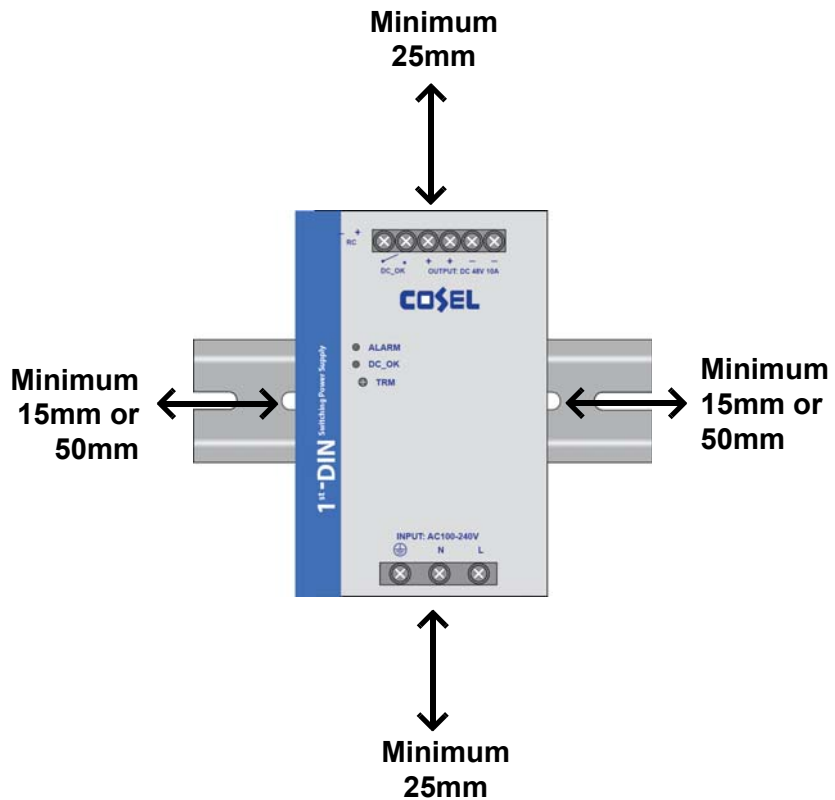 Minimum
25mm
- +
RC
DC_OK
+ + - -
OUTPUT: DC 48V 10A
COSEL
ALARM
DC_OK
TRM
Minimum
15mm or
50mm
Minimum
15mm or
50mm
1st-DIN Switching Power Supply
INPUT: AC100-240V
N L
Minimum
25mm